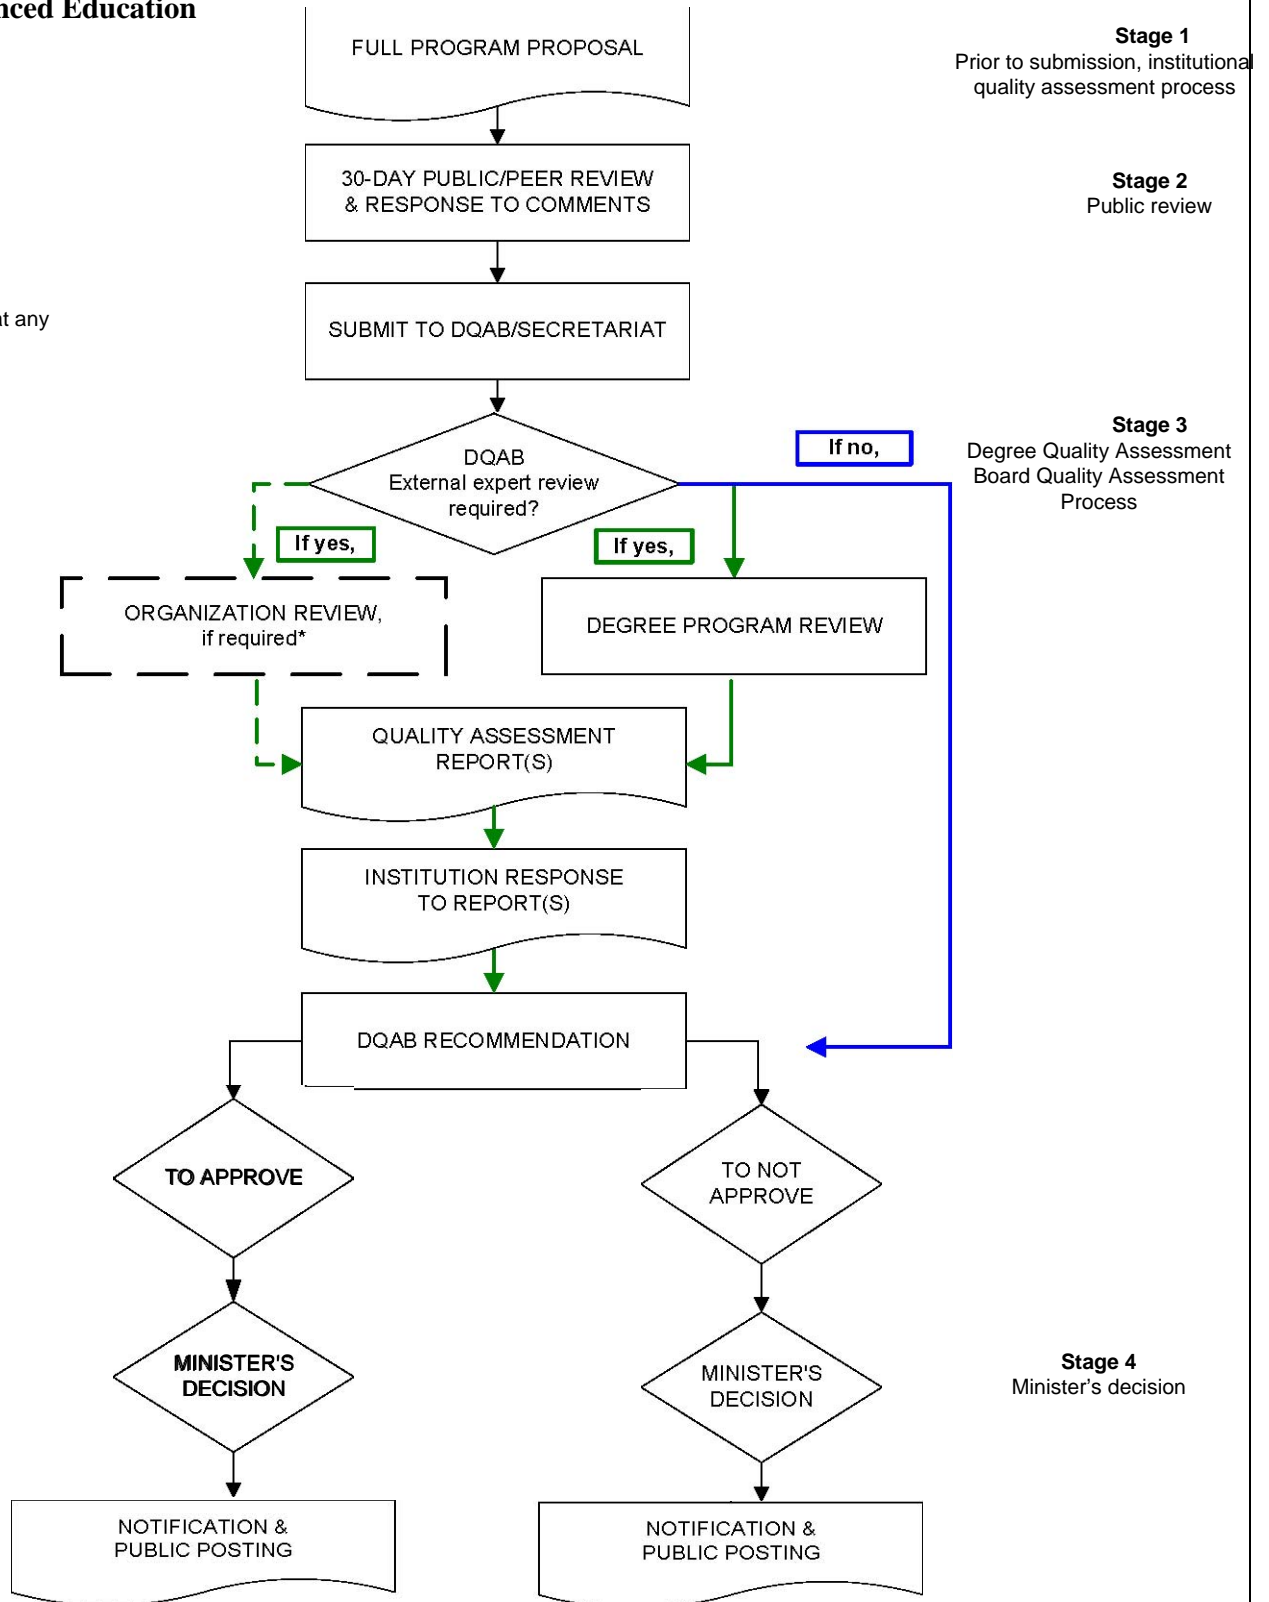 Education
FULL PROGRAM PROPOSAL
Stage 1
Prior to submission, institutional
quality assessment process
30-DAY PUBLIC/PEER REVIEW
& RESPONSE TO COMMENTS
Stage 2
Public review
SUBMIT TO DQAB/SECRETARIAT
any
DQAB
External expert review
required?
If no,
Stage 3
Degree Quality Assessment
Board Quality Assessment
Process
If yes,
If yes,
ORGANIZATION REVIEW,
if required*
DEGREE PROGRAM REVIEW
QUALITY ASSESSMENT
REPORT(S)
INSTITUTION RESPONSE
TO REPORT(S)
DQAB RECOMMENDATION
TO APPROVE
TO NOT
APPROVE
MINISTER'S
DECISION
MINISTER'S
DECISION
Stage 4
Minister’s decision
NOTIFICATION &
PUBLIC POSTING
NOTIFICATION &
PUBLIC POSTING